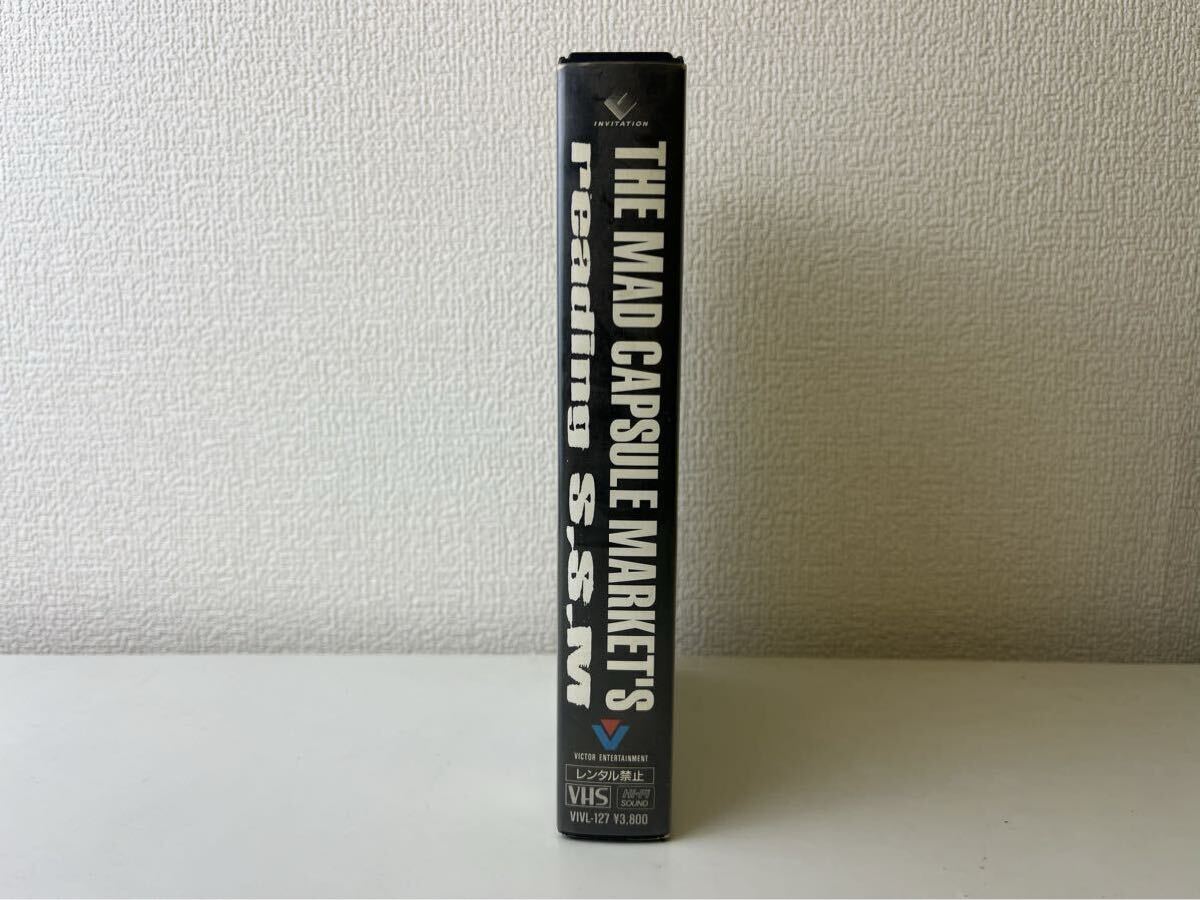 INVITATION
THE MAD CAPSULE MARKET'S
reading S.S.M
VICTOR ENTERTAINMENT
レンタル禁止
VHS Hi-Fi SOUND
VIVL-127 ¥3,800